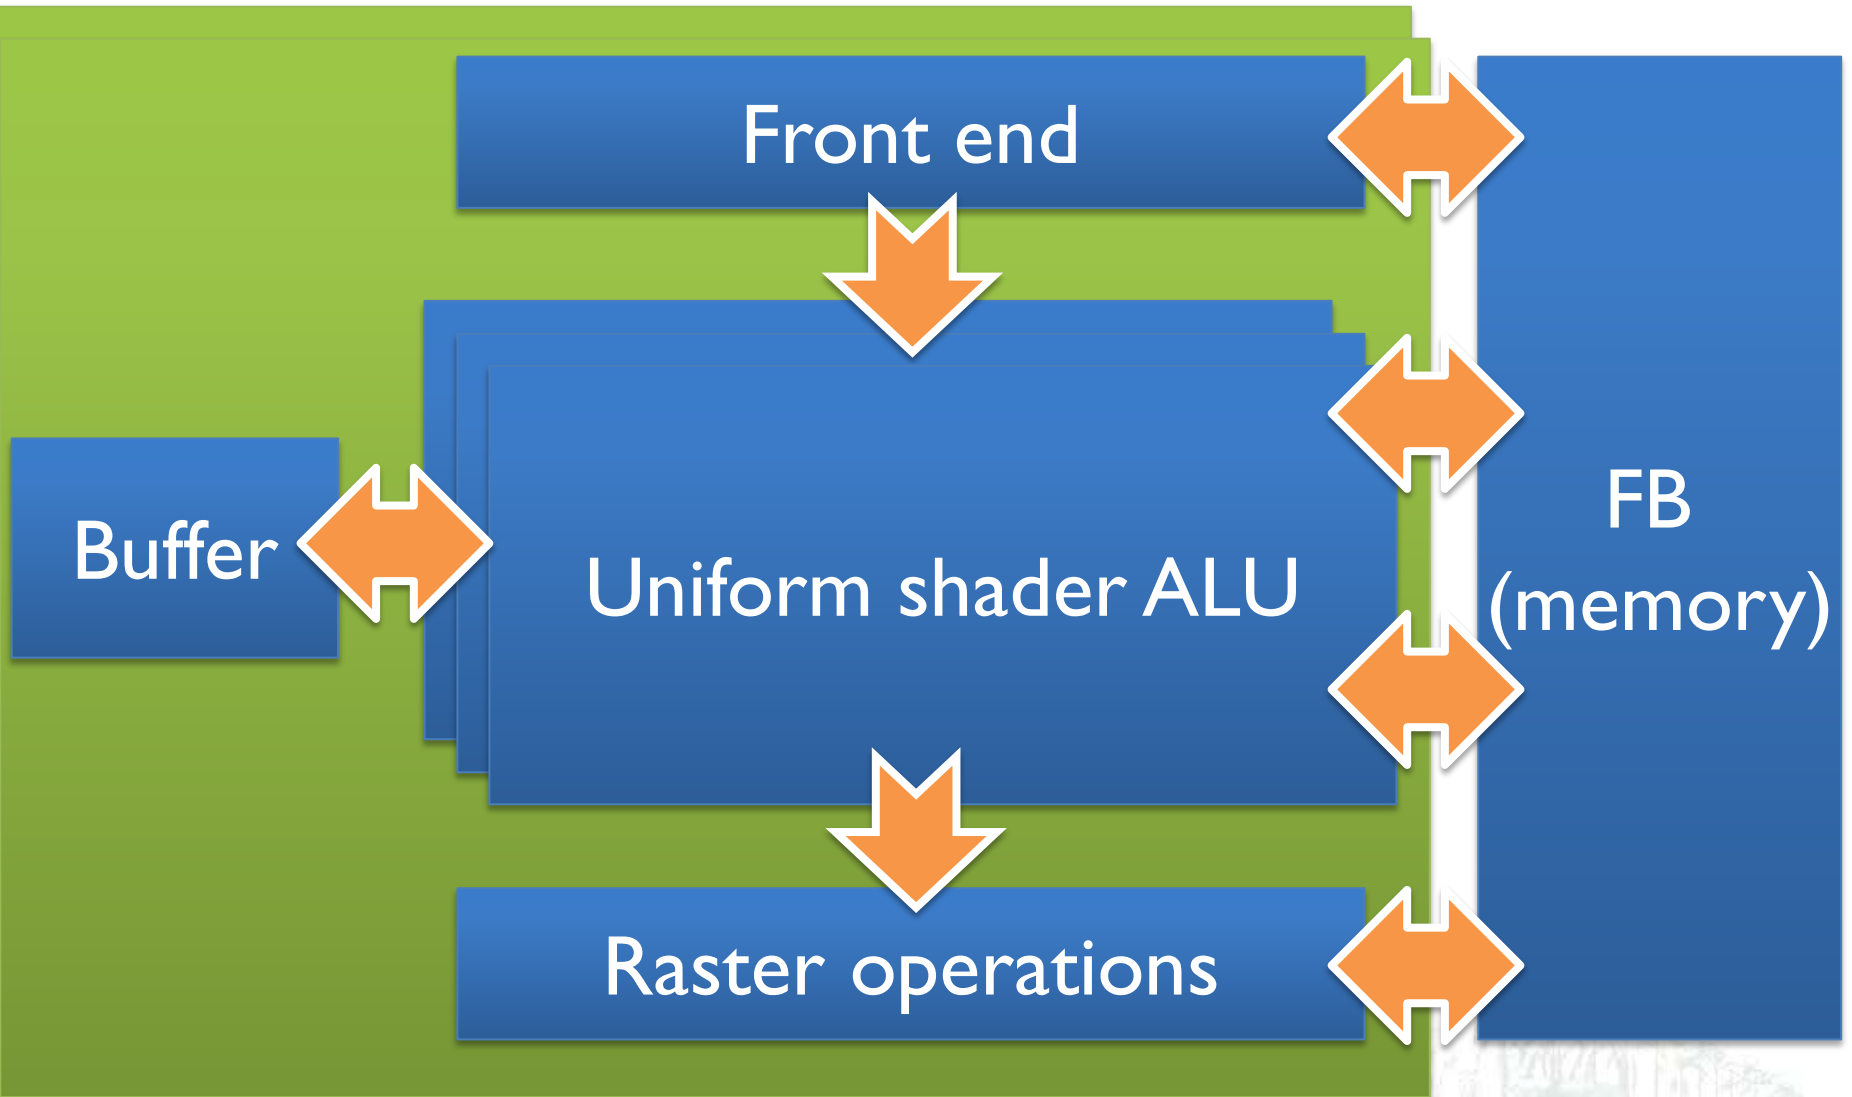 Front end
Buffer
Uniform shader ALU
FB
(memory)
Raster operations